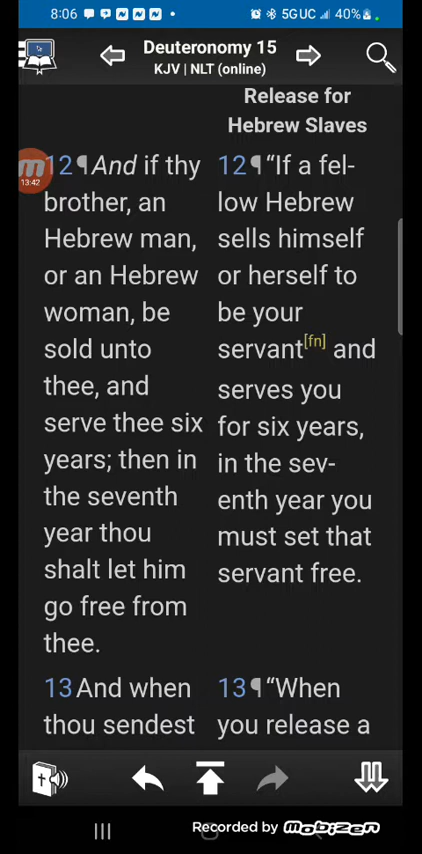 8:06 5GUC 40%
Deuteronomy 15
KJV | NLT (online)
Release for
Hebrew Slaves
m
13:42
12 ¶ And if thy
brother, an
Hebrew man,
or an Hebrew
woman, be
sold unto
thee, and
serve thee six
years; then in
the seventh
year thou
shalt let him
go free from
thee.
13 And when
thou sendest
12 ¶ “If a fel-
low Hebrew
sells himself
or herself to
be your
servant[fn] and
serves you
for six years,
in the sev-
enth year you
must set that
servant free.
13 ¶ “When
you release a
Recorded by mobizen